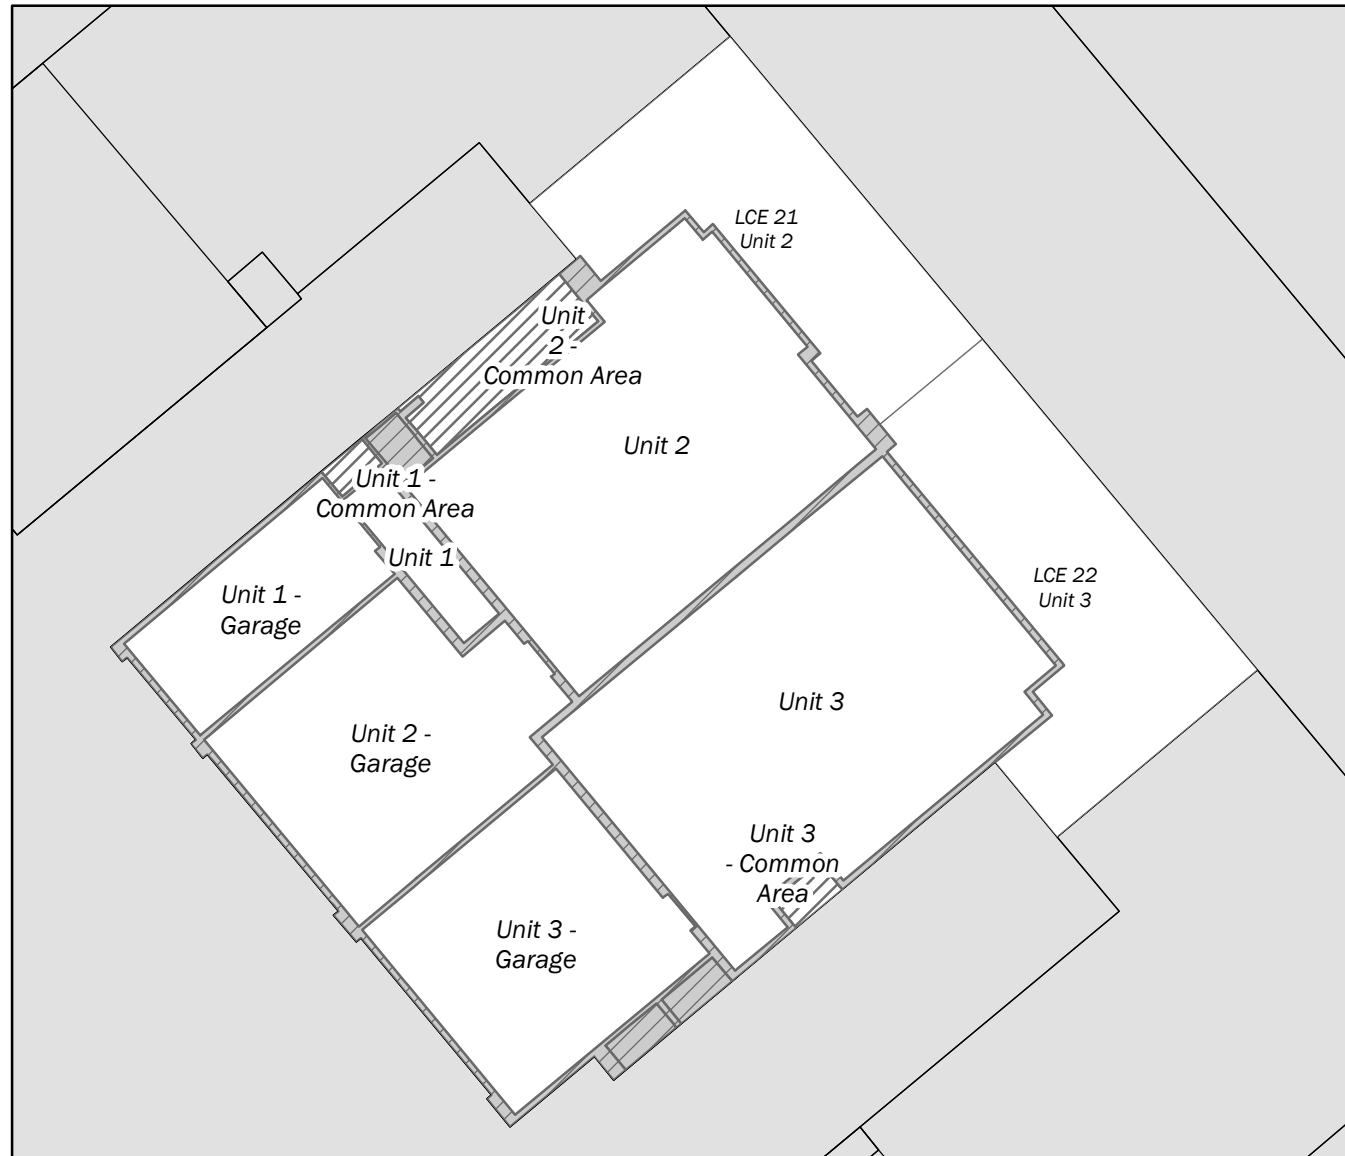 LCE 21
Unit 2
Unit
2 -
Common Area
Unit 2
Unit 1 -
Common Area
Unit 1
LCE 22
Unit 3
Unit 1 -
Garage
Unit 3
Unit 2 -
Garage
Unit 3
- Common
Area
Unit 3 -
Garage